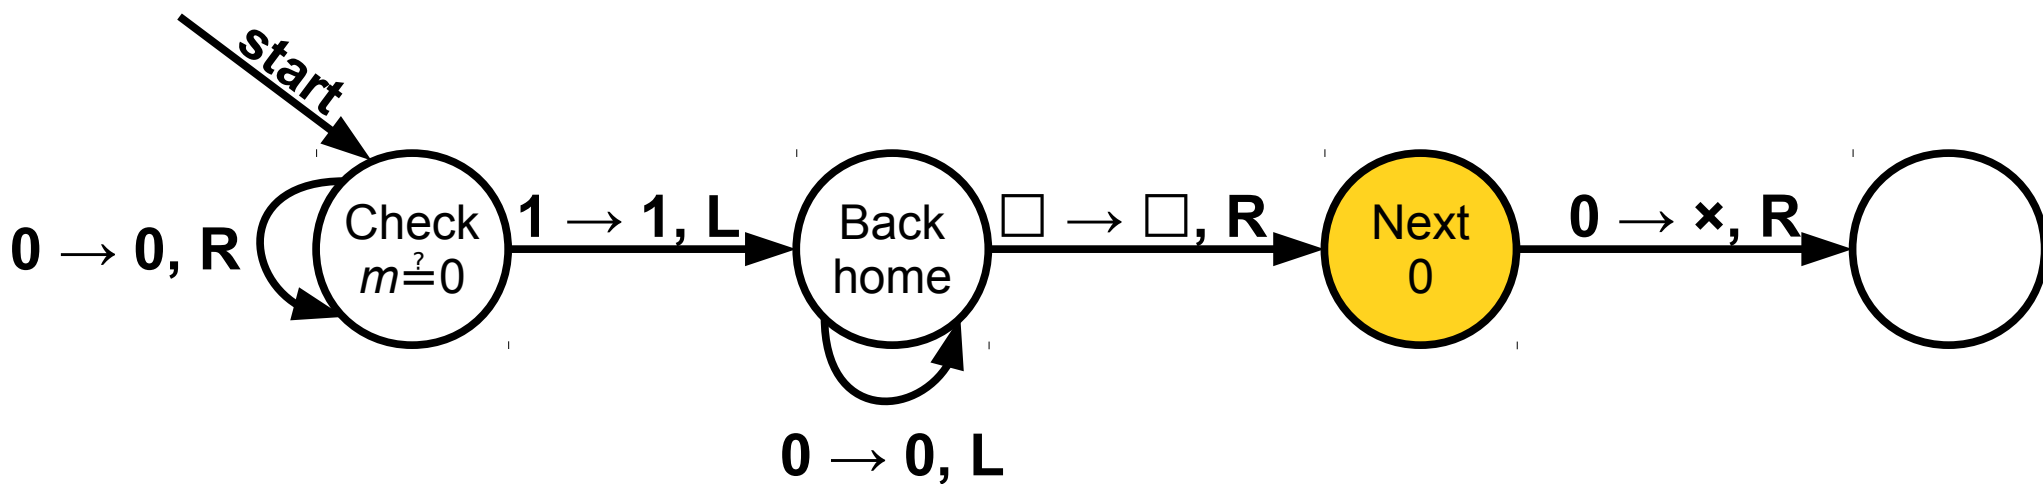 start
0 → 0, R
Check
m≟0
1 → 1, L
Back
home
0 → 0, L
□ → □, R
Next
0
0 → ×, R